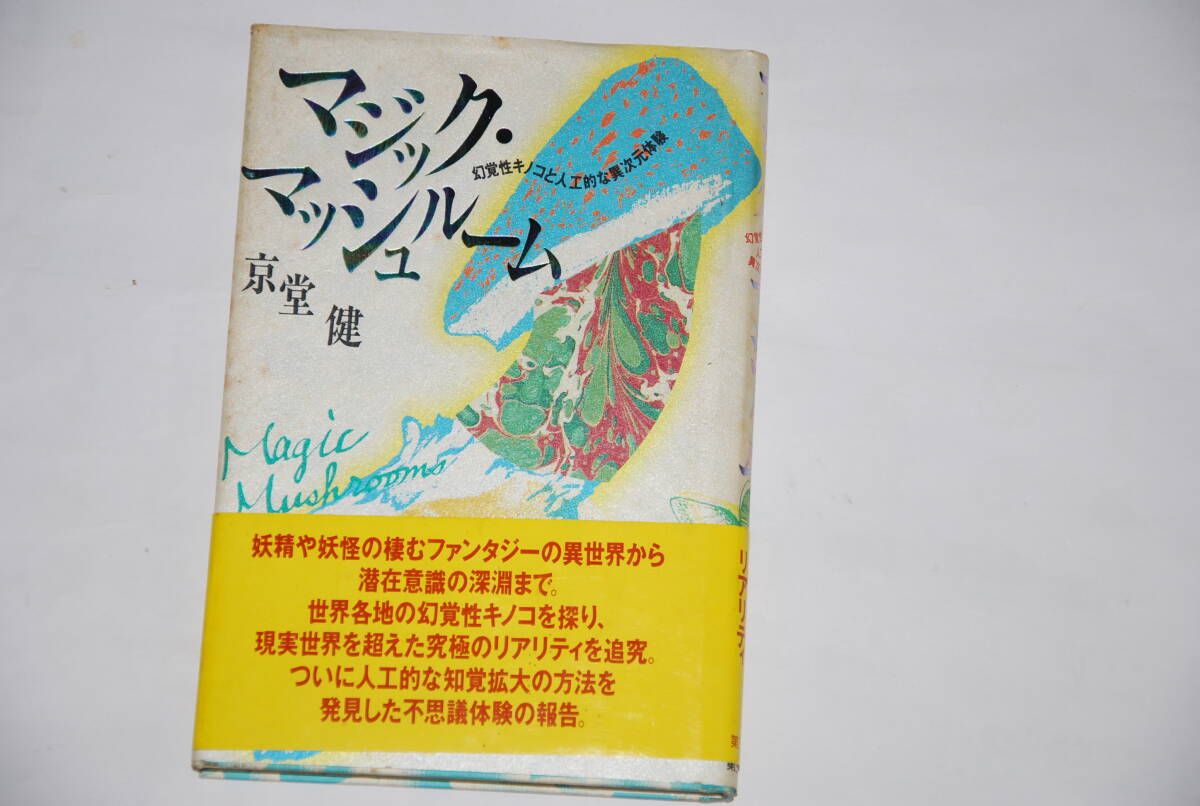 マジック・
マッシュルーム
幻覚性キノコと人工的な異次元体験
京堂 健
Magic
Mushrooms
妖精や妖怪の棲むファンタジーの異世界から
潜在意識の深淵まで。
世界各地の幻覚性キノコを探り、
現実世界を超えた究極のリアリティを追究。
ついに人工的な知覚拡大の方法を
発見した不思議体験の報告。
リアリティ